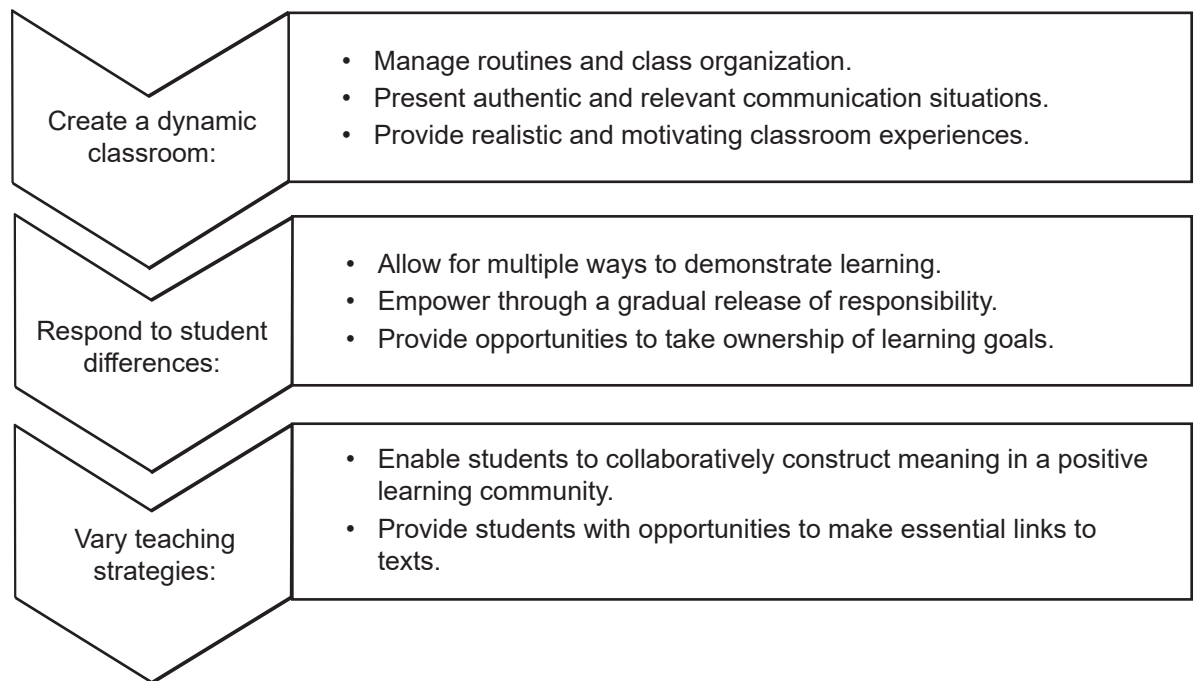 Create a dynamic
classroom:
• Manage routines and class organization.
• Present authentic and relevant communication situations.
• Provide realistic and motivating classroom experiences.
Respond to student
differences:
• Allow for multiple ways to demonstrate learning.
• Empower through a gradual release of responsibility.
• Provide opportunities to take ownership of learning goals.
Vary teaching
strategies:
• Enable students to collaboratively construct meaning in a positive
learning community.
• Provide students with opportunities to make essential links to
texts.